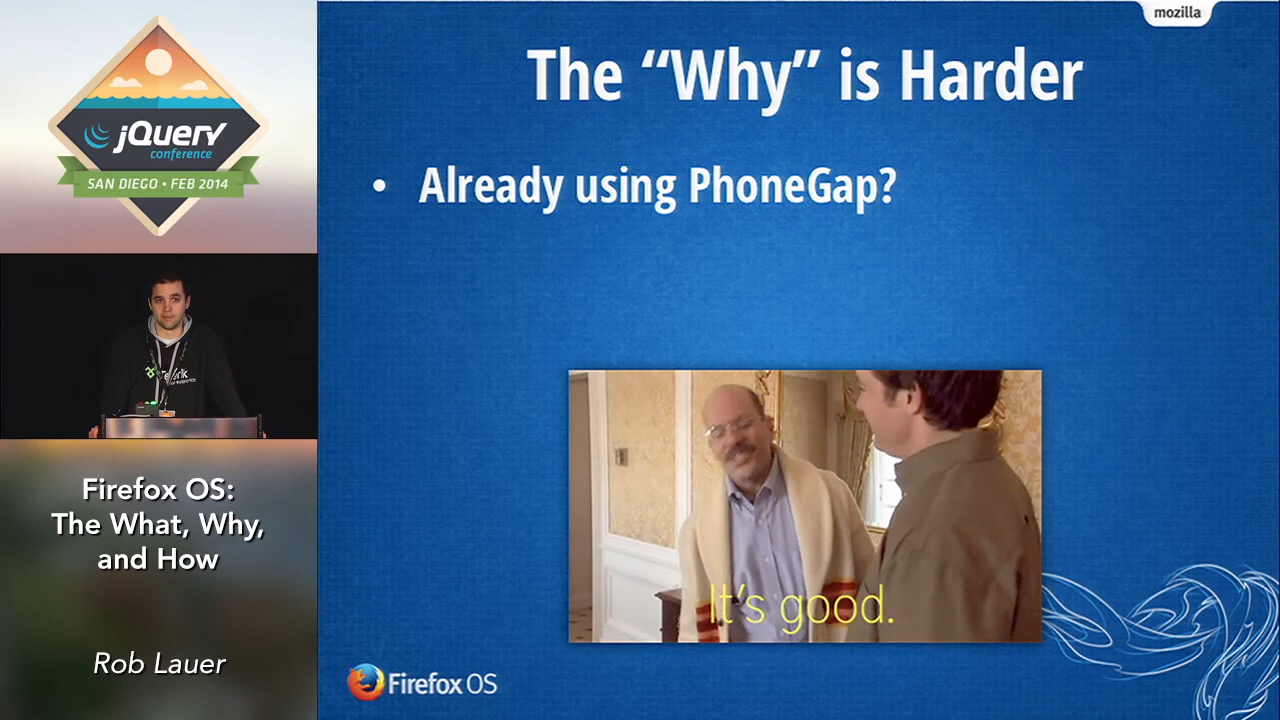 jQuery
conference
SAN DIEGO • FEB 2014
Firefox OS:
The What, Why,
and How
Rob Lauer
mozilla
The “Why” is Harder
• Already using PhoneGap?
It's good.
Firefox OS